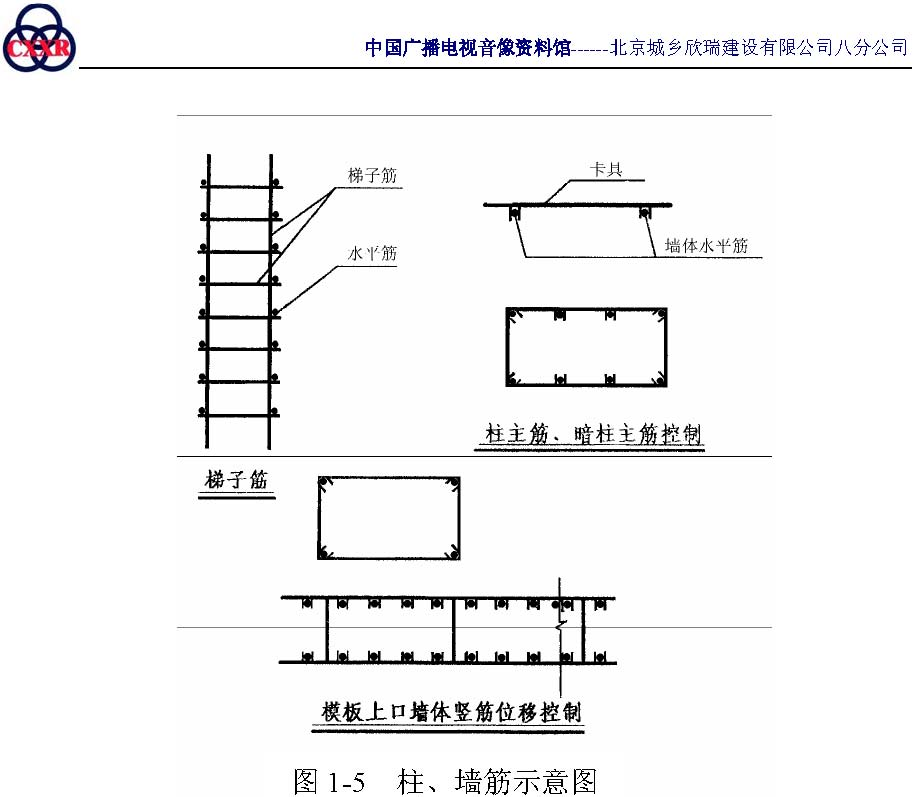 CXXR
中国广播电视音像资料馆------北京城乡欣瑞建设有限公司八分公司
梯子筋
水平筋
卡具
墙体水平筋
柱主筋、暗柱主筋控制
梯子筋
模板上口墙体竖筋位移控制
图 1-5 柱、墙筋示意图